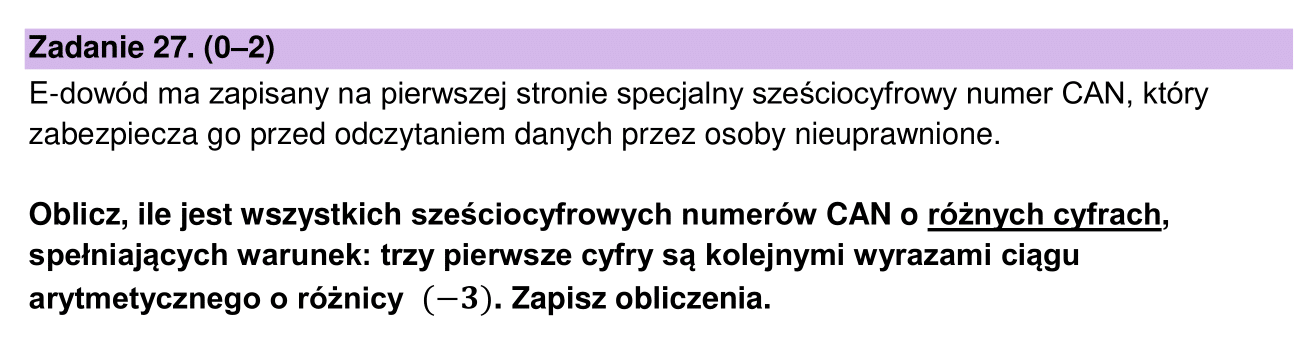 Zadanie 27. (0–2)
E-dowód ma zapisany na pierwszej stronie specjalny sześciocyfrowy numer CAN, który
zabezpiecza go przed odczytaniem danych przez osoby nieuprawnione.
Oblicz, ile jest wszystkich sześciocyfrowych numerów CAN o różnych cyfrach,
spełniających warunek: trzy pierwsze cyfry są kolejnymi wyrazami ciągu
arytmetycznego o różnicy (−3). Zapisz obliczenia.